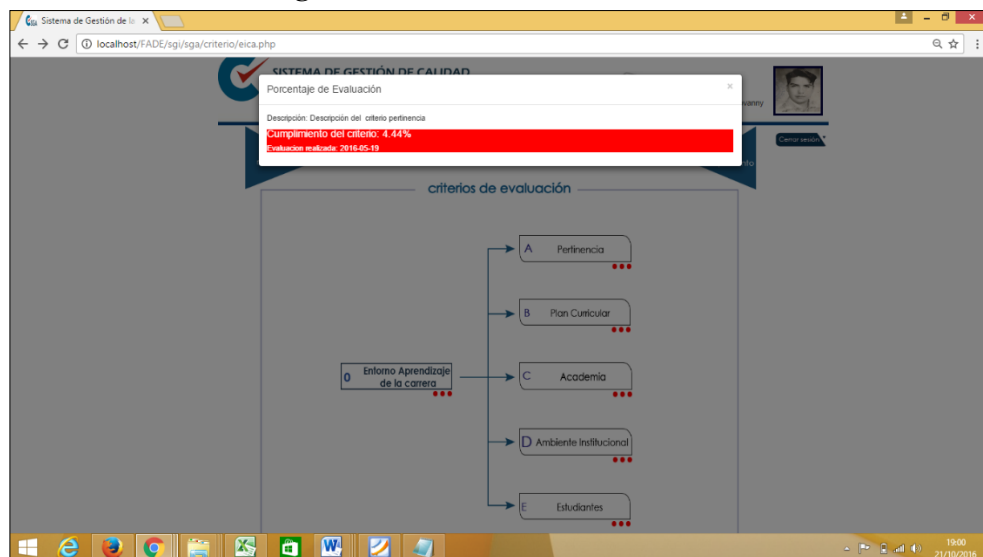 Sistema de Gestión de la
localhost/FADE/sgi/sga/criterio/eica.php
SISTEMA DE GESTIÓN DE CALIDAD
Porcentaje de Evaluación
×
vanny
Descripción: Descripción del criterio pertinencia
Cumplimiento del criterio: 4.44%
Evaluacion realizada: 2016-05-19
Cerrar sesión
nto
criterios de evaluación
A Pertinencia
B Plan Curricular
0 Entorno Aprendizaje
de la carrera
C Academía
D Ambiente Institucional
E Estudiantes
19:00
21/10/2016